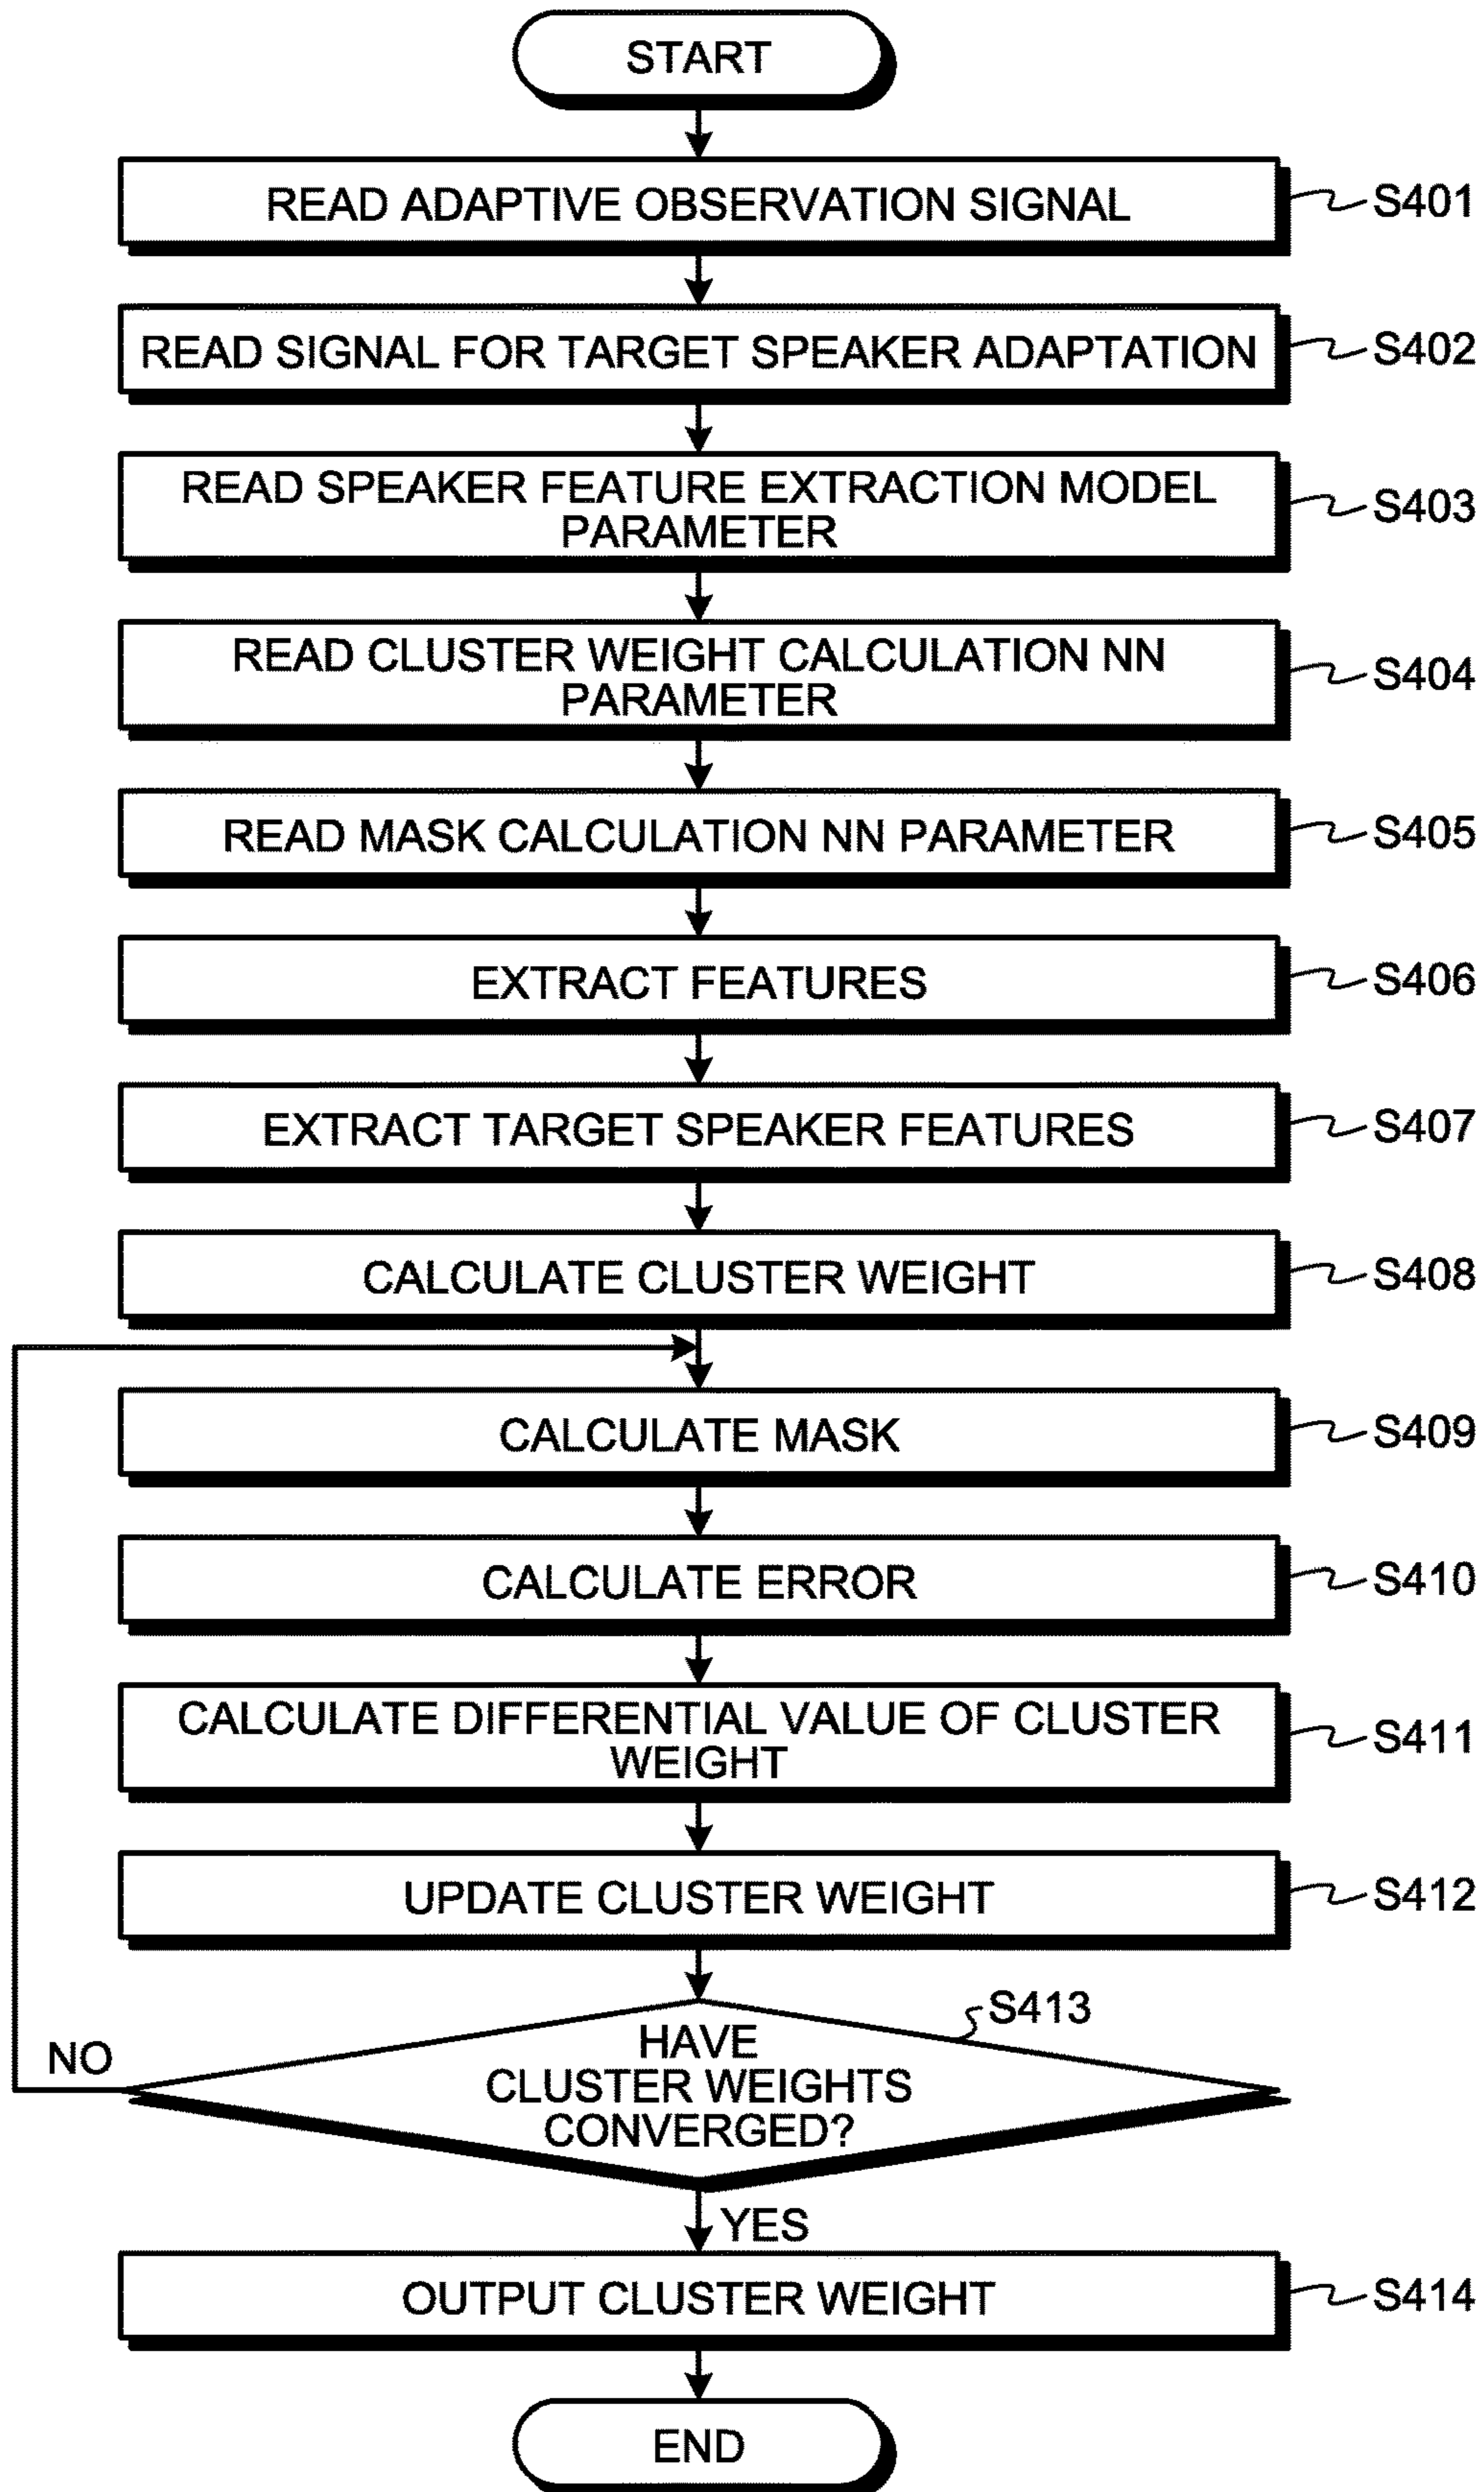 START
READ ADAPTIVE OBSERVATION SIGNAL
S401
READ SIGNAL FOR TARGET SPEAKER ADAPTATION
S402
READ SPEAKER FEATURE EXTRACTION MODEL
PARAMETER
S403
READ CLUSTER WEIGHT CALCULATION NN
PARAMETER
S404
READ MASK CALCULATION NN PARAMETER
S405
EXTRACT FEATURES
S406
EXTRACT TARGET SPEAKER FEATURES
S407
CALCULATE CLUSTER WEIGHT
S408
CALCULATE MASK
S409
CALCULATE ERROR
S410
CALCULATE DIFFERENTIAL VALUE OF CLUSTER
WEIGHT
S411
UPDATE CLUSTER WEIGHT
S412
S413
HAVE
CLUSTER WEIGHTS
CONVERGED?
NO
YES
OUTPUT CLUSTER WEIGHT
S414
END